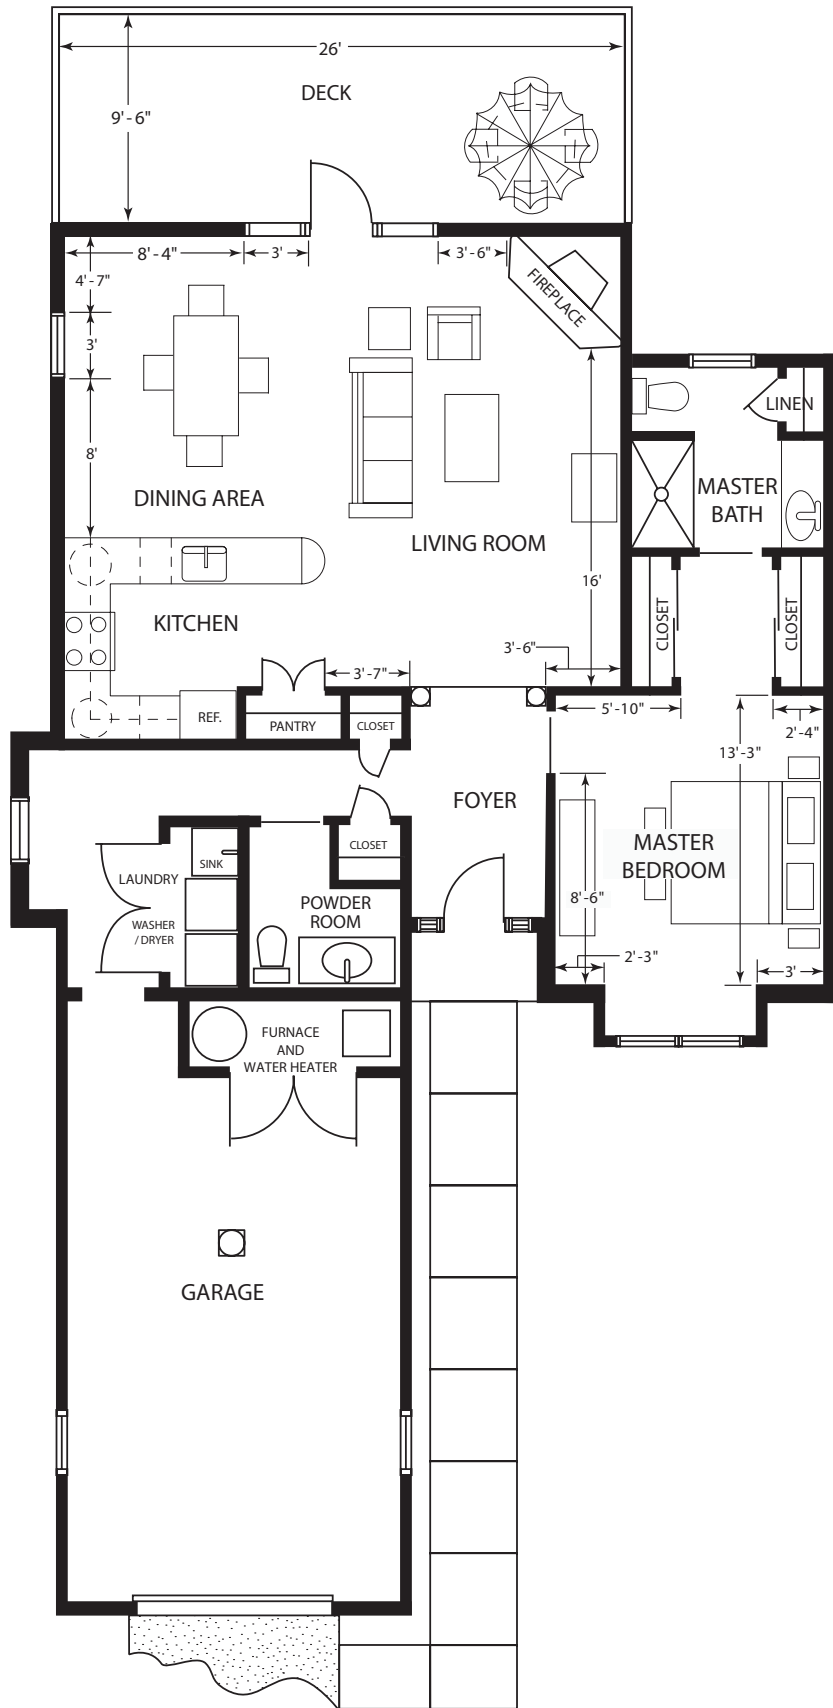 26'
DECK
9'-6"
8'-4"
3'
3'-6"
4'-7"
FIREPLACE
3'
LINEN
8'
MASTER
BATH
DINING AREA
LIVING ROOM
16'
CLOSET
CLOSET
KITCHEN
3'-6"
3'-7"
REF.
PANTRY
CLOSET
5'-10"
2'-4"
13'-3"
FOYER
MASTER
BEDROOM
CLOSET
SINK
LAUNDRY
8'-6"
POWDER
ROOM
WASHER
/ DRYER
2'-3"
3'
FURNACE
AND
WATER HEATER
GARAGE